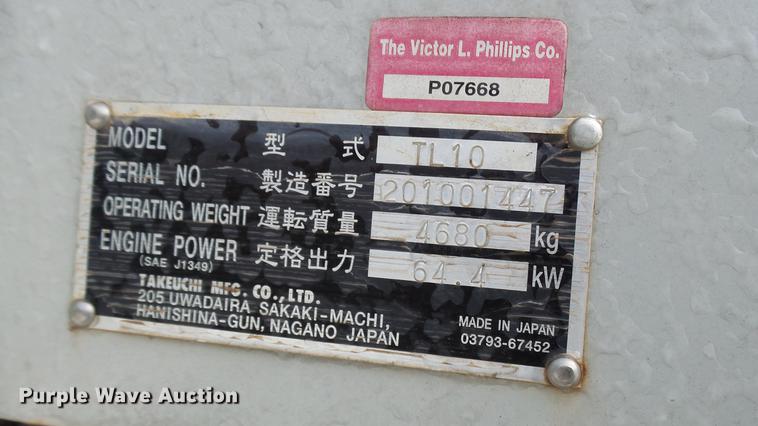 The Victor L. Phillips Co.
P07668
MODEL 型 式 TL10
SERIAL NO. 製造番号 201001447
OPERATING WEIGHT 運転質量 4680 kg
ENGINE POWER 定格出力 64.4 kW
(SAE J1349)
TAKEUCHI MFG. CO., LTD.
205 UWADAIRA SAKAKI-MACHI,
HANISHINA-GUN, NAGANO JAPAN
MADE IN JAPAN
03793-67452
Purple Wave Auction